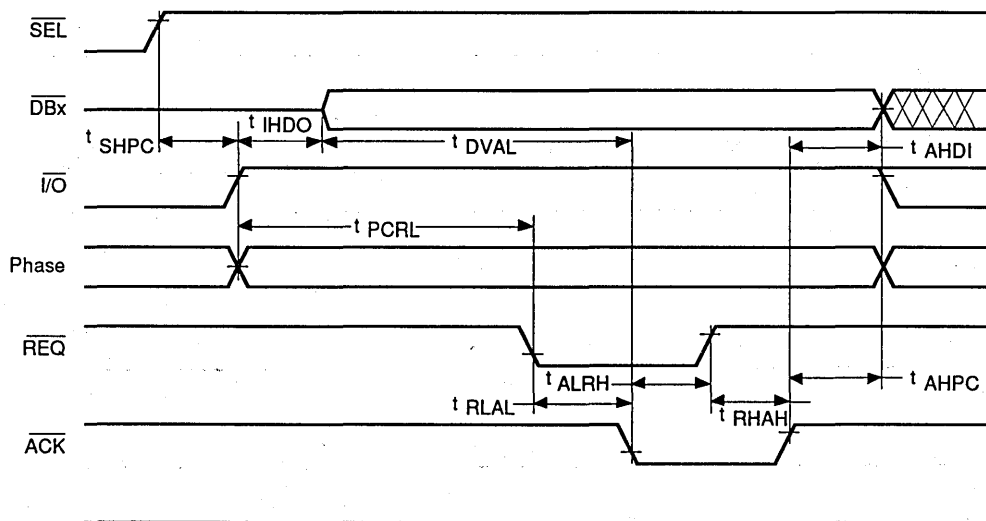 SEL
DBx
t SHPC
t IHDO
t DVAL
t AHDI
I/O
t PCRL
Phase
REQ
t ALRH
t AHPC
t RLAL
t RHAH
ACK